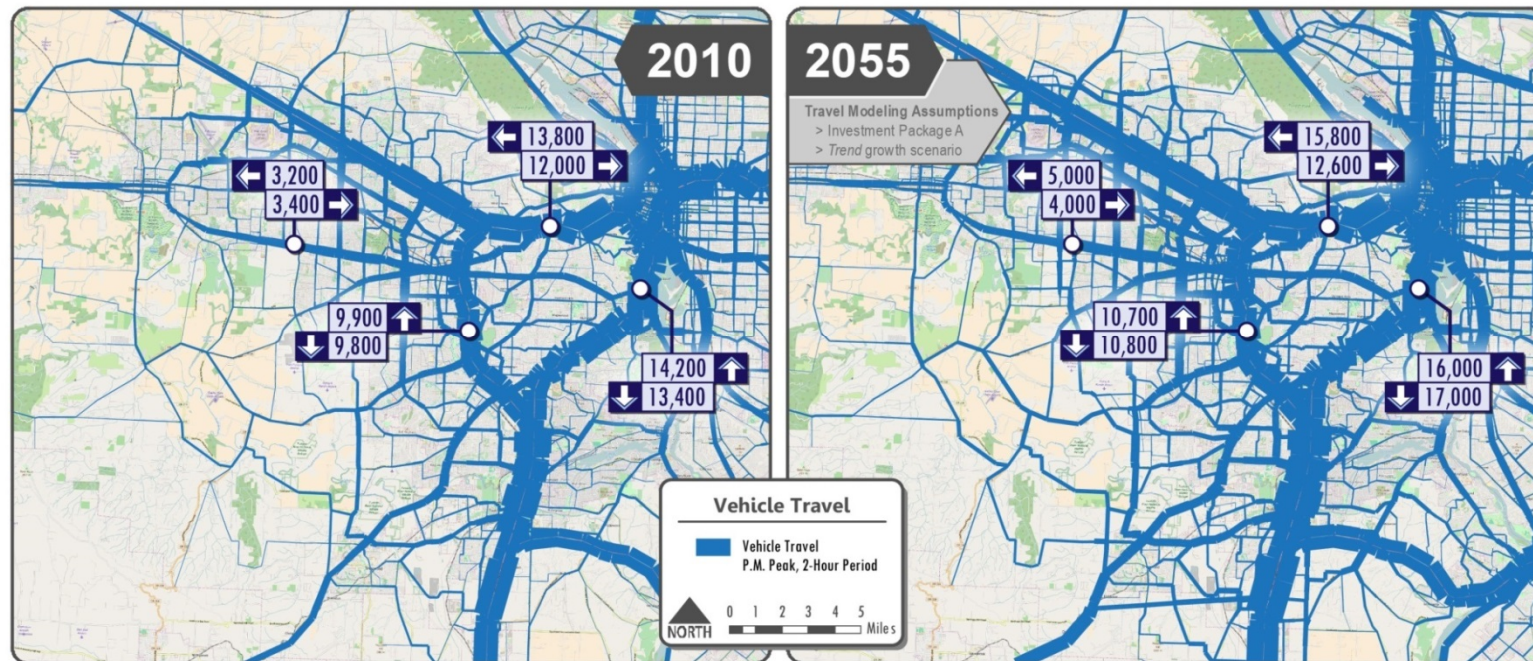 2010
13,800
12,000
3,200
3,400
9,900
9,800
14,200
13,400
2055
Travel Modeling Assumptions
> Investment Package A
> Trend growth scenario
15,800
12,600
5,000
4,000
10,700
10,800
16,000
17,000
Vehicle Travel
Vehicle Travel
P.M. Peak, 2-Hour Period
NORTH
0 1 2 3 4 5
Miles